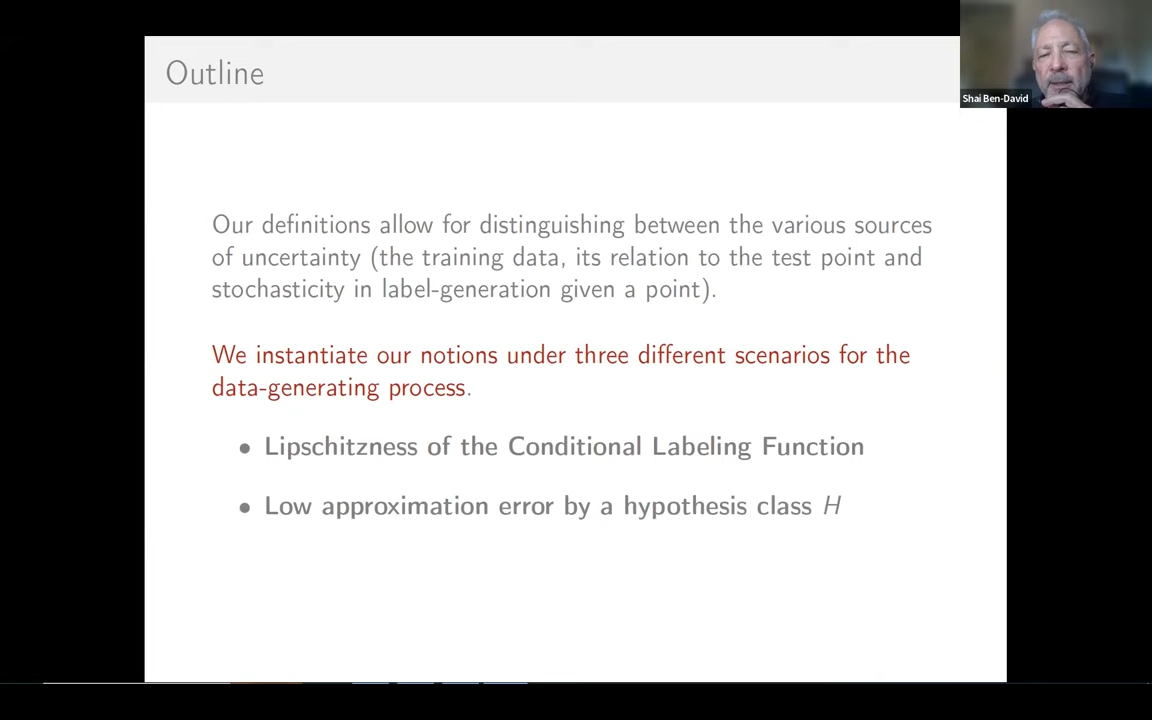 Outline
Shai Ben-David
Our definitions allow for distinguishing between the various sources
of uncertainty (the training data, its relation to the test point and
stochasticity in label-generation given a point).
We instantiate our notions under three different scenarios for the
data-generating process.
• Lipschitzness of the Conditional Labeling Function
• Low approximation error by a hypothesis class H